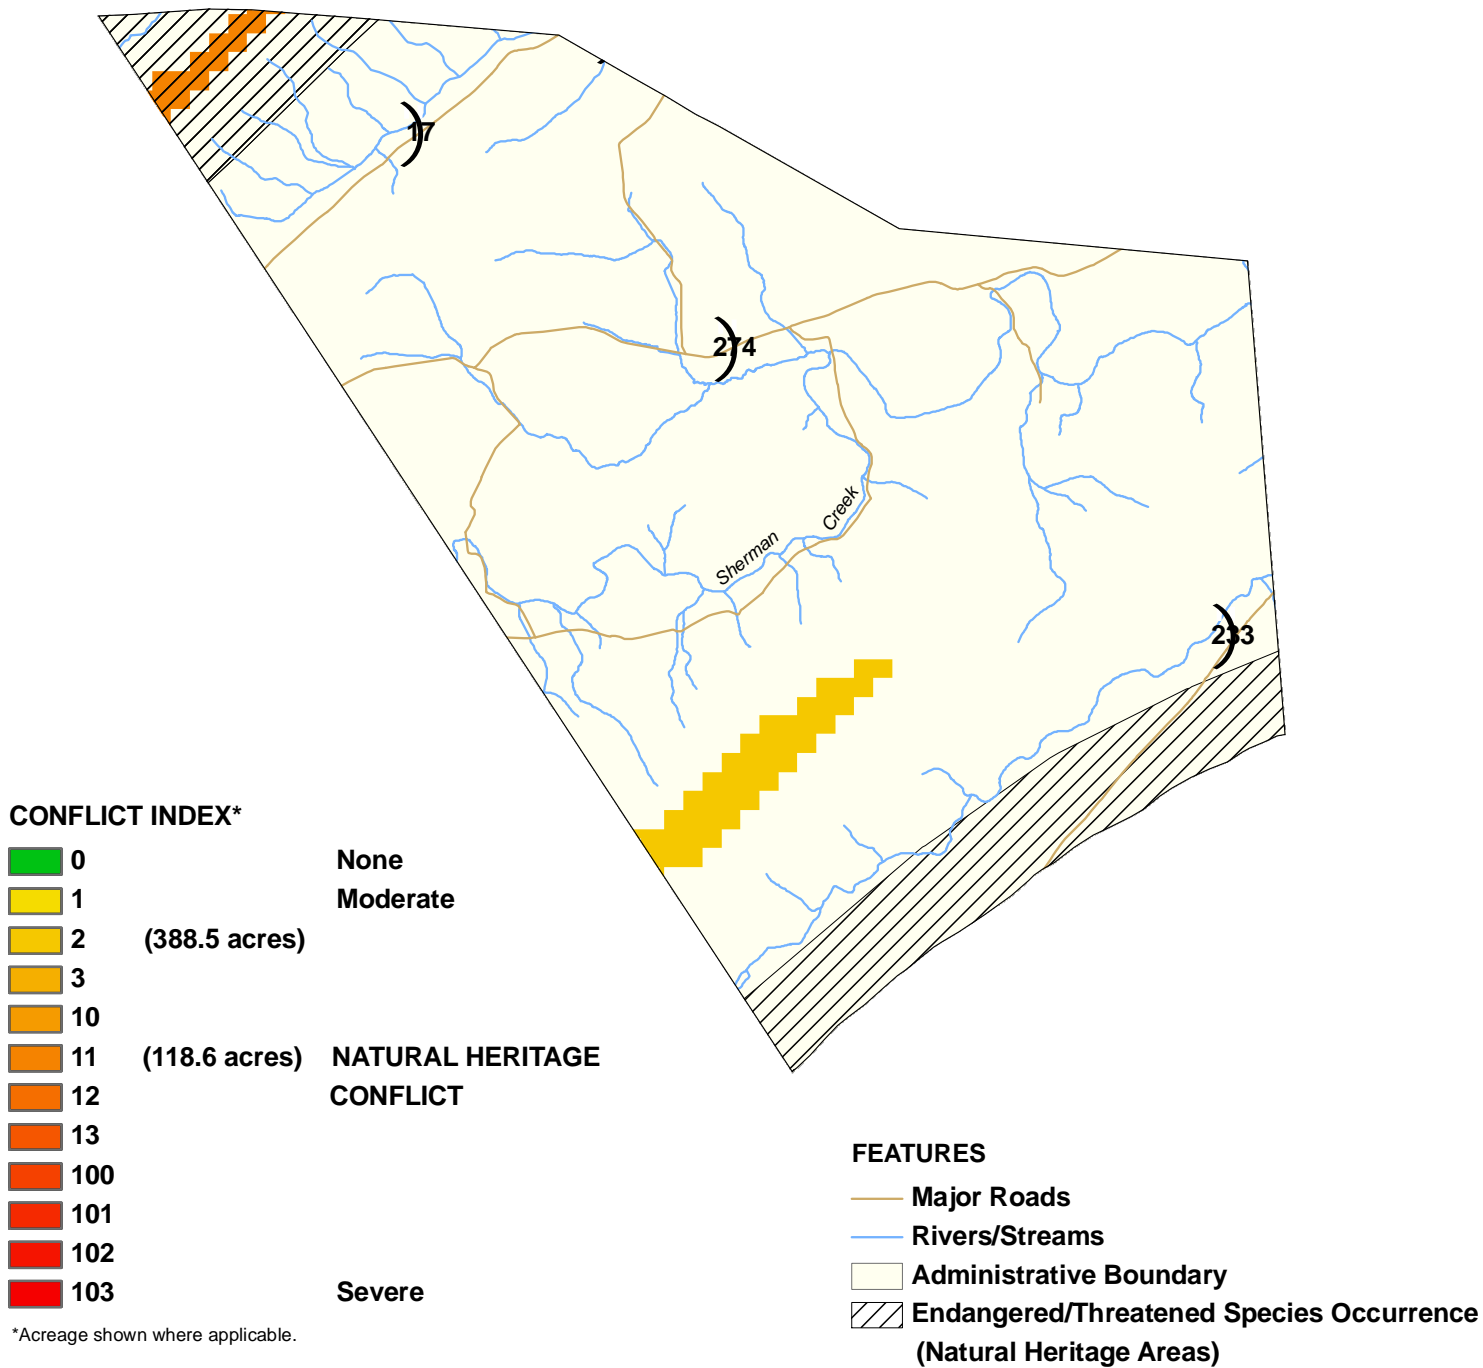 17
274
Creek
Sherman
233
CONFLICT INDEX*
0 None
1 Moderate
2 (388.5 acres)
3
10
11 (118.6 acres) NATURAL HERITAGE
12 CONFLICT
13
100
101
102
103 Severe
*Acreage shown where applicable.
FEATURES
Major Roads
Rivers/Streams
Administrative Boundary
Endangered/Threatened Species Occurrence
(Natural Heritage Areas)